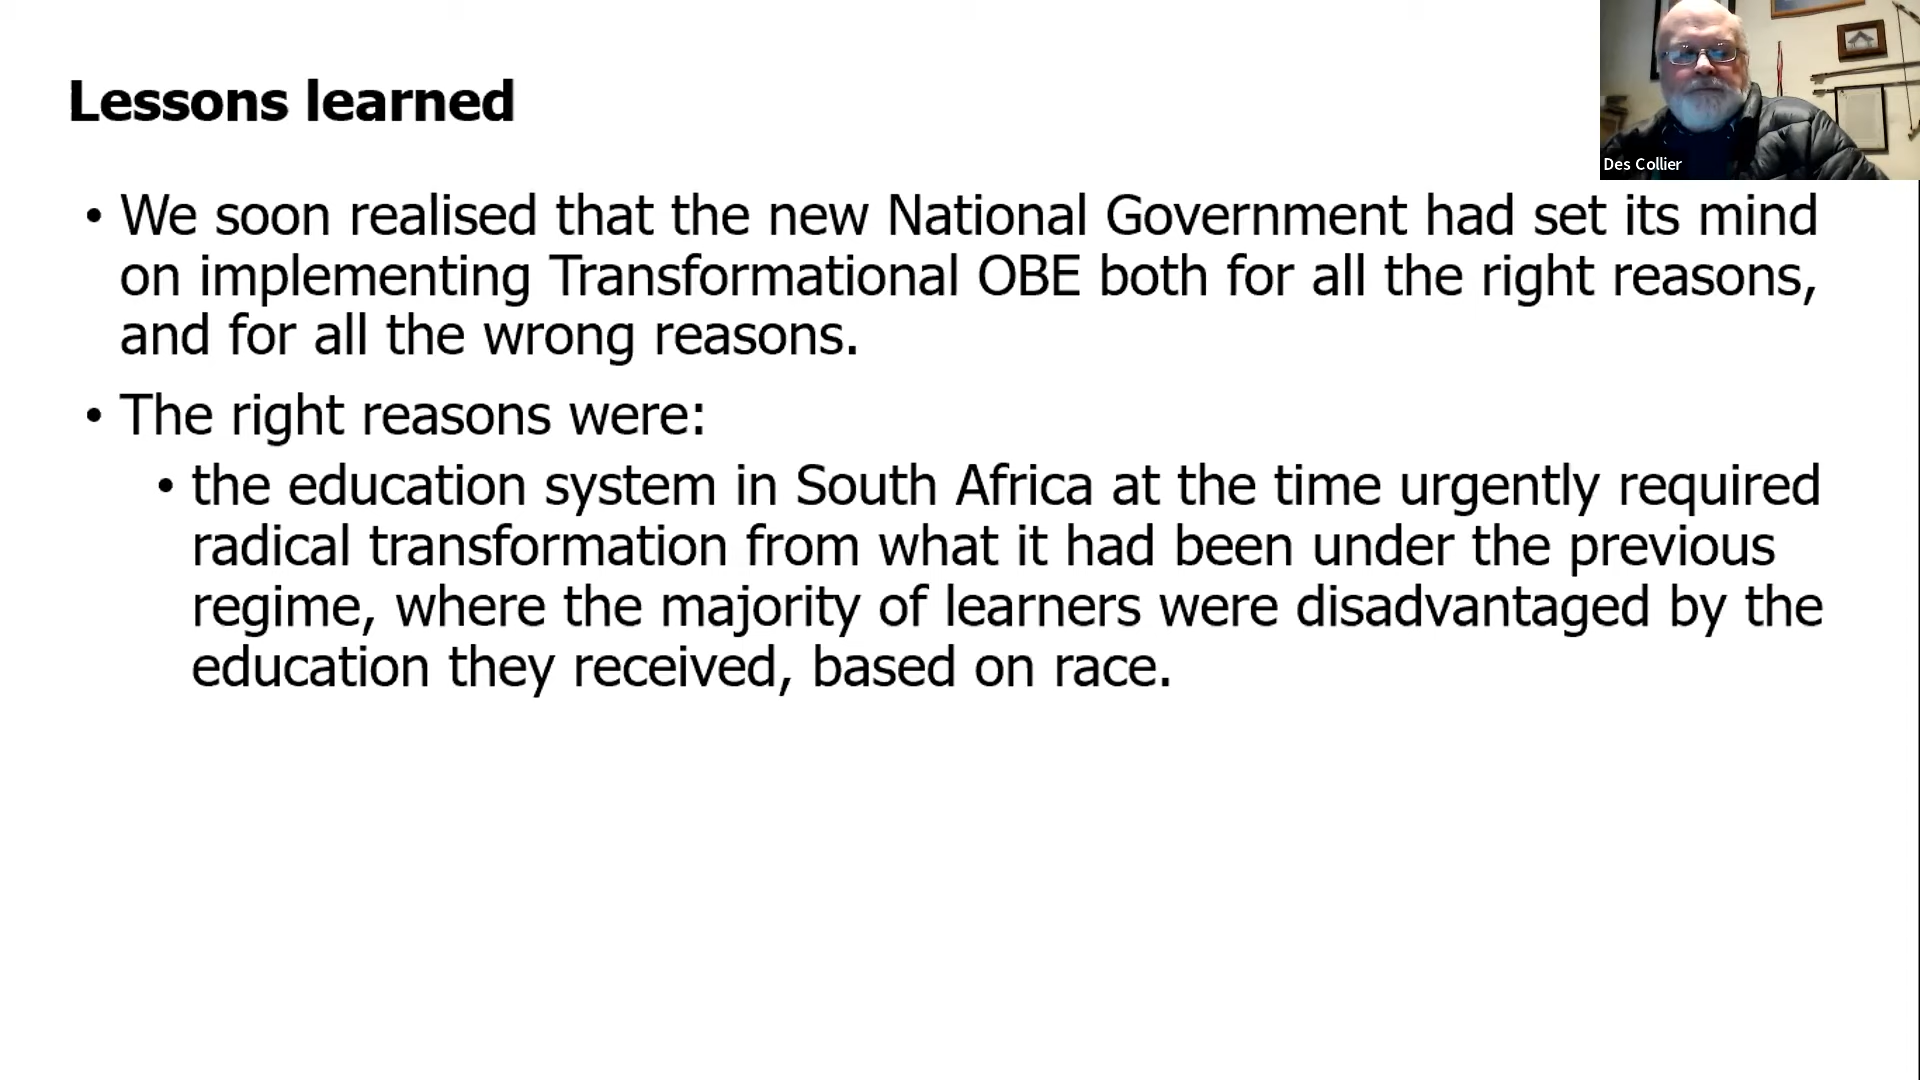 Lessons learned
Des Collier
• We soon realised that the new National Government had set its mind
on implementing Transformational OBE both for all the right reasons,
and for all the wrong reasons.
• The right reasons were:
• the education system in South Africa at the time urgently required
radical transformation from what it had been under the previous
regime, where the majority of learners were disadvantaged by the
education they received, based on race.